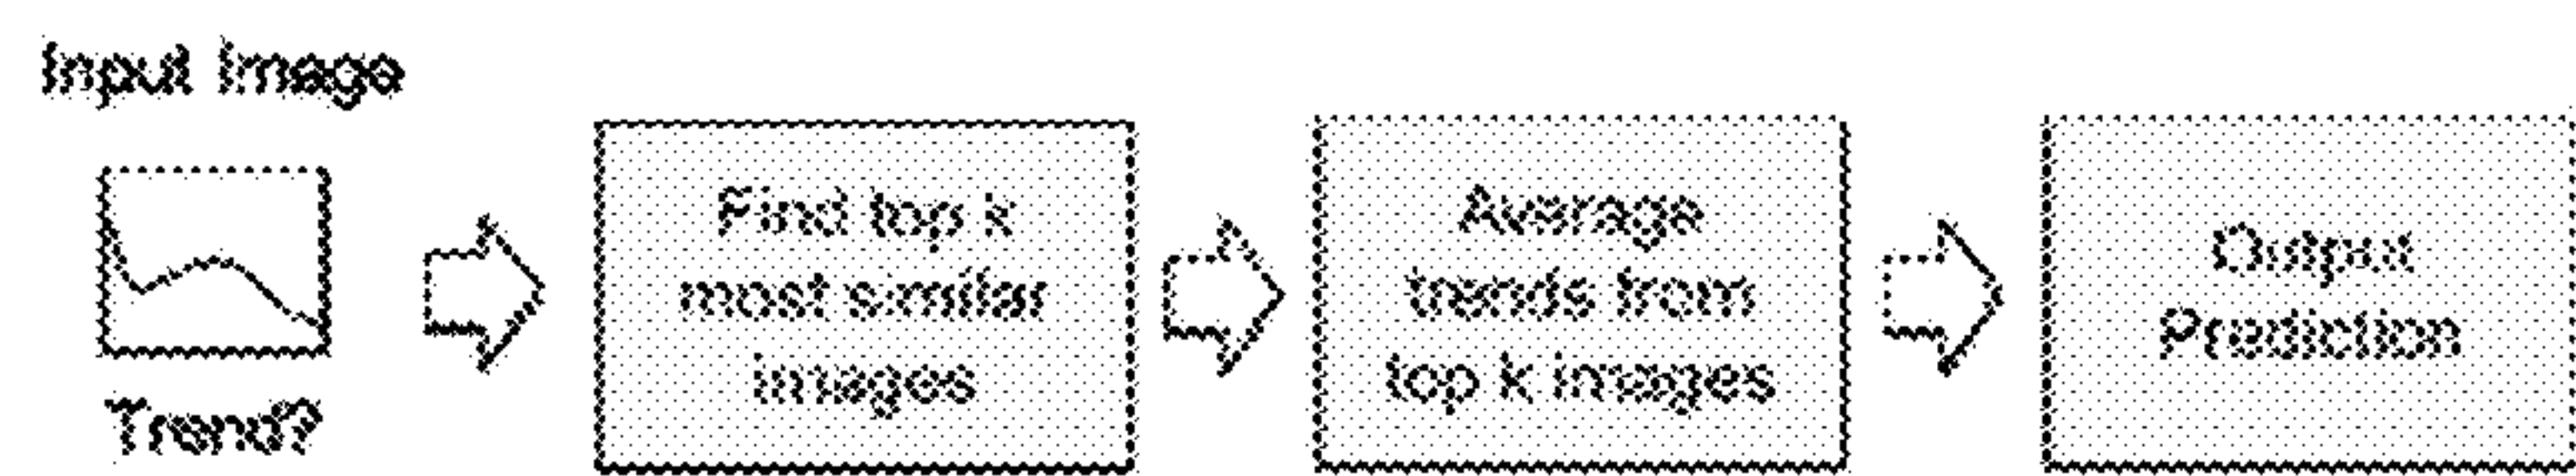 Input Image
Trend?
Find top k
most similar
images
Average
trends from
top k images
Output
Prediction